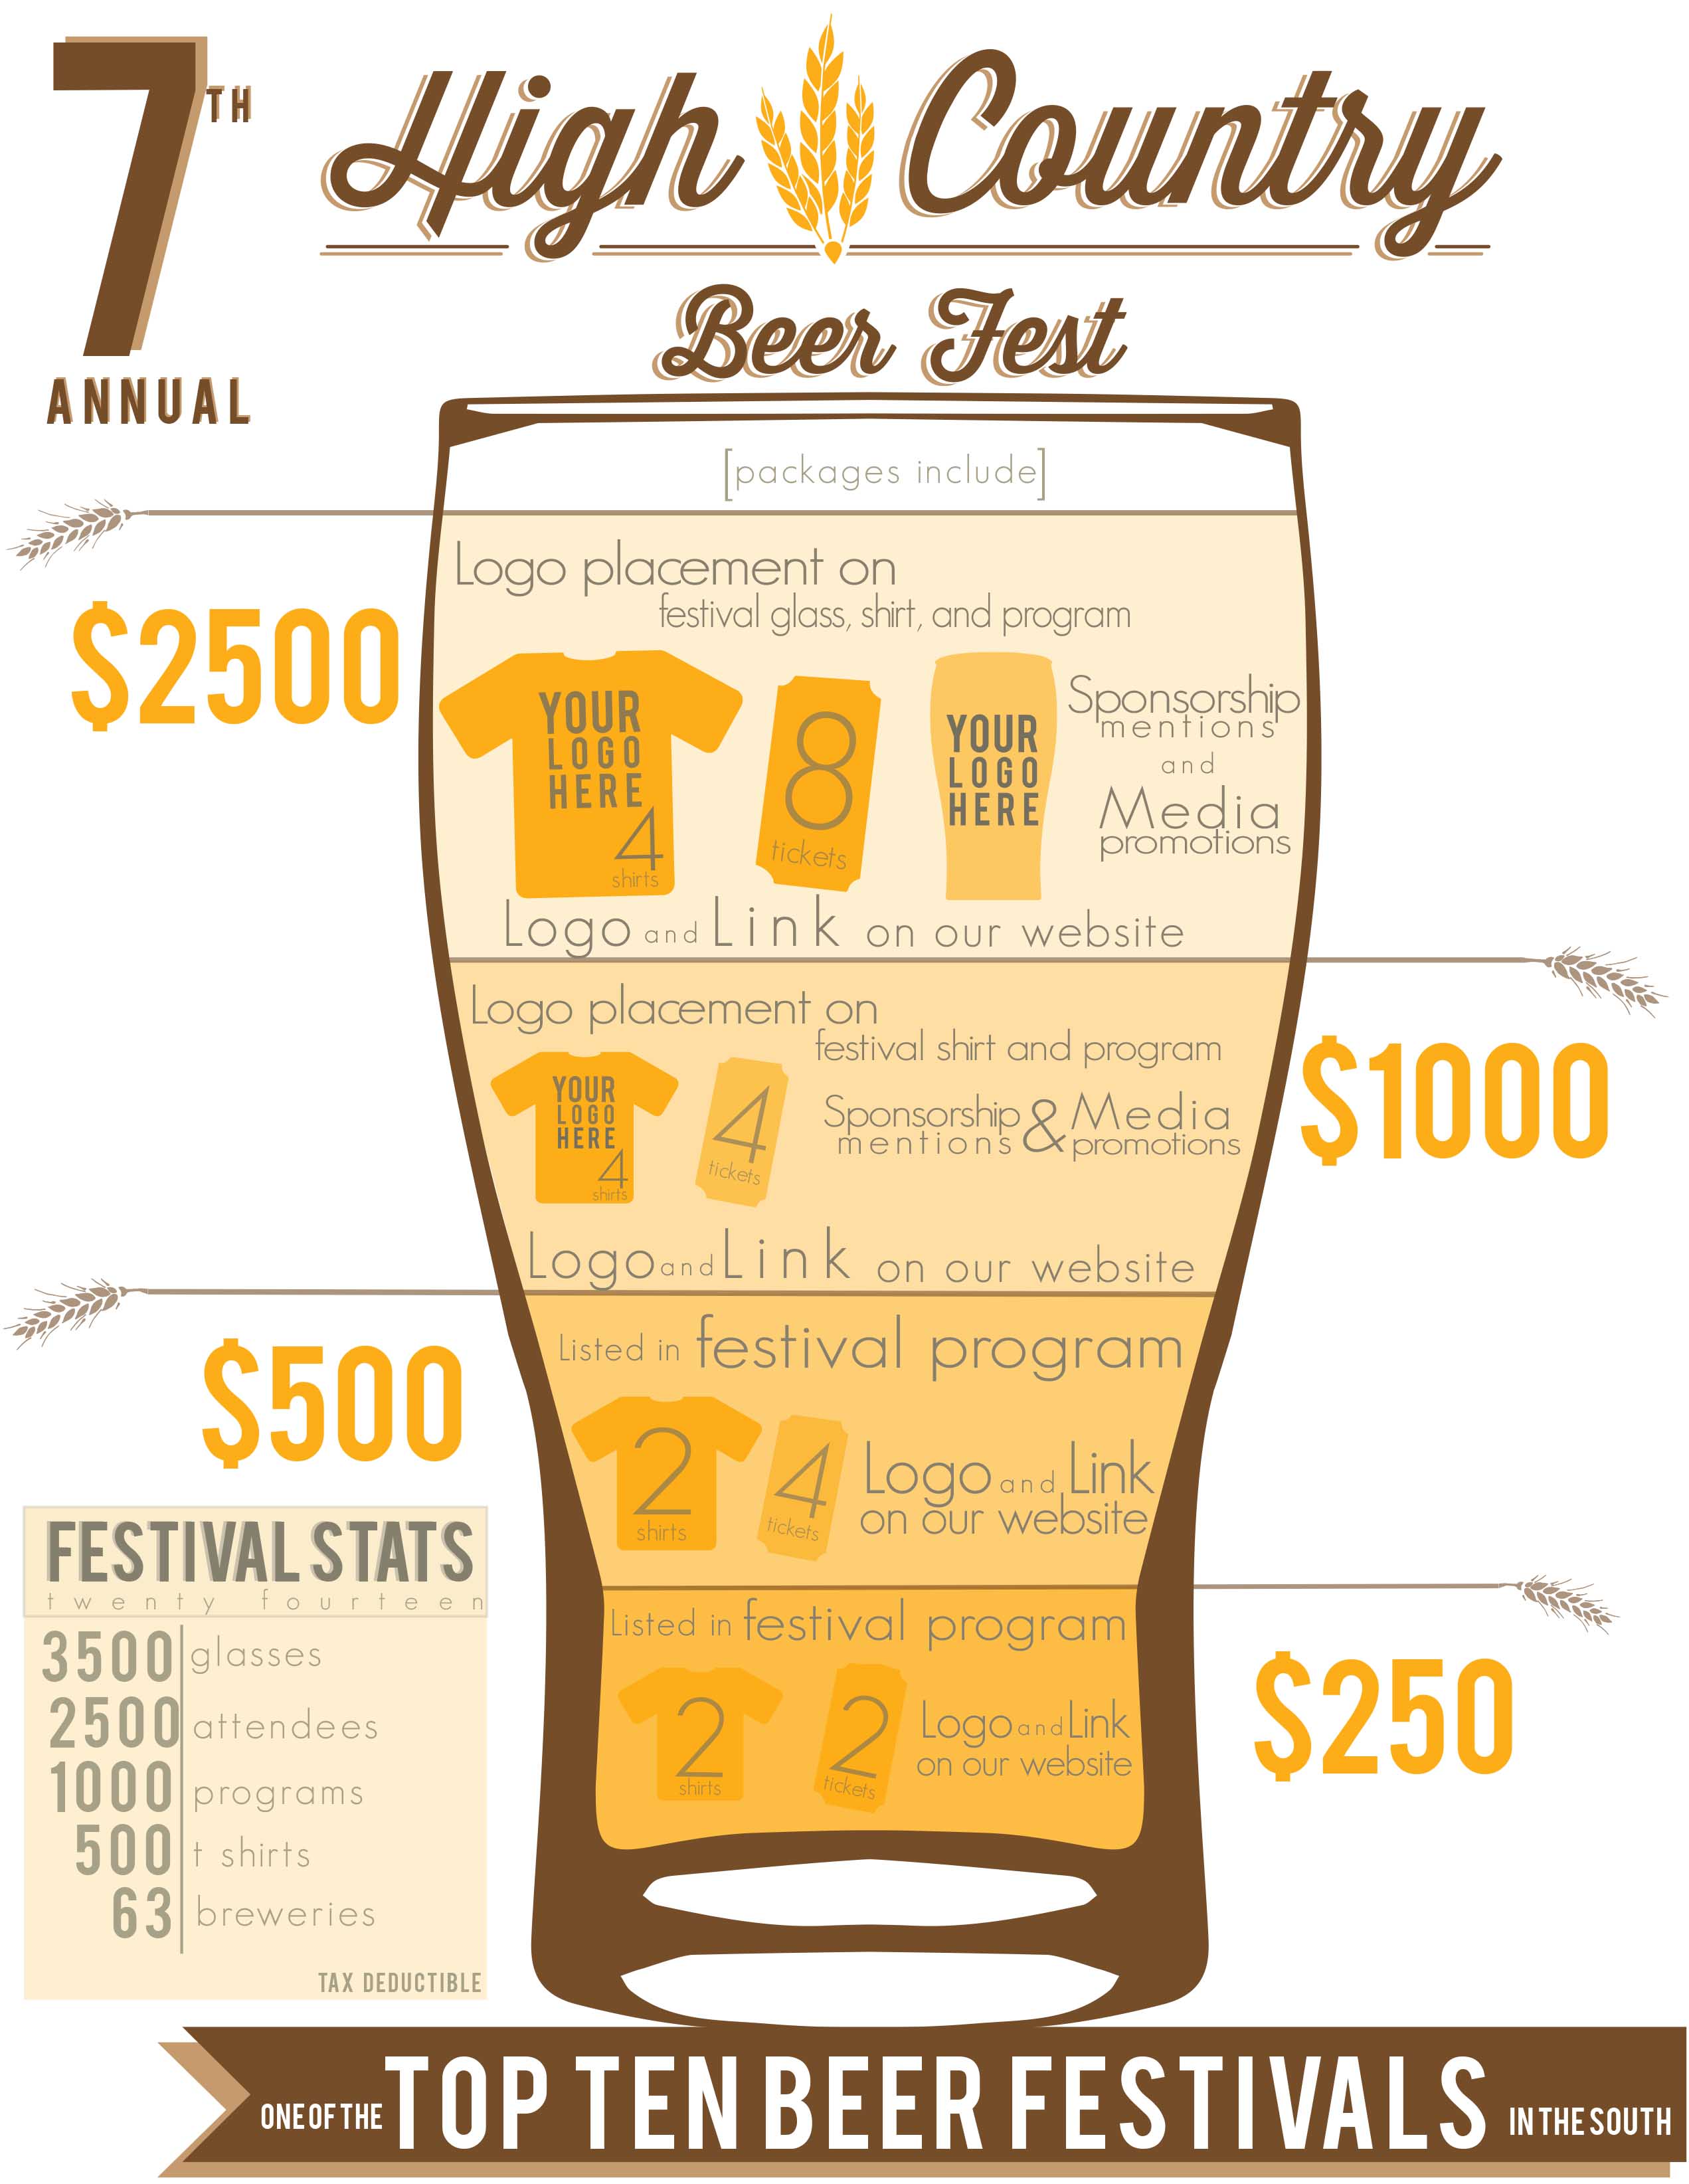 7TH
ANNUAL
High Country
Beer Fest
[packages include]
$2500
Logo placement on
festival glass, shirt, and program
YOUR
LOGO
HERE
4
shirts
8
tickets
YOUR
LOGO
HERE
Sponsorship
mentions
and
Media
promotions
Logo and Link on our website
$1000
Logo placement on
festival shirt and program
YOUR
LOGO
HERE
4
shirts
4
tickets
Sponsorship & Media
mentions promotions
Logo and Link on our website
$500
Listed in festival program
2
shirts
4
tickets
Logo and Link
on our website
$250
Listed in festival program
2
shirts
2
tickets
Logo and Link
on our website
FESTIVAL STATS
twenty fourteen
3500 glasses
2500 attendees
1000 programs
500 t shirts
63 breweries
TAX DEDUCTIBLE
ONE OF THE TOP TEN BEER FESTIVALS IN THE SOUTH